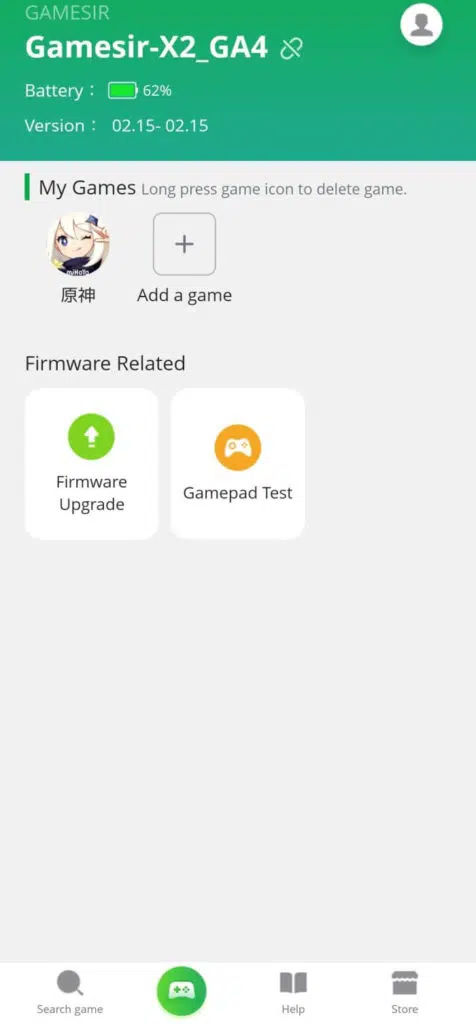 GAMESIR
Gamesir-X2_GA4
Battery： 62%
Version： 02.15- 02.15
My Games Long press game icon to delete game.
miHoYo
原神 Add a game
Firmware Related
Firmware
Upgrade
Gamepad Test
Search game Help Store